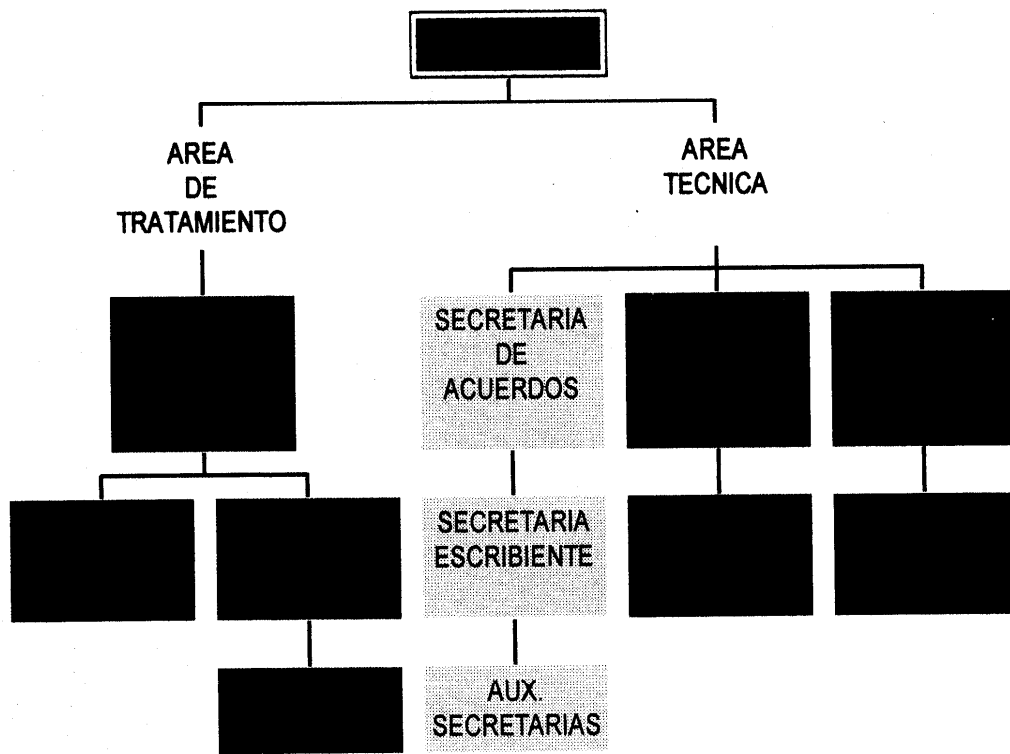 AREA
DE
TRATAMIENTO
AREA
TECNICA
SECRETARIA
DE
ACUERDOS
SECRETARIA
ESCRIBIENTE
AUX.
SECRETARIAS